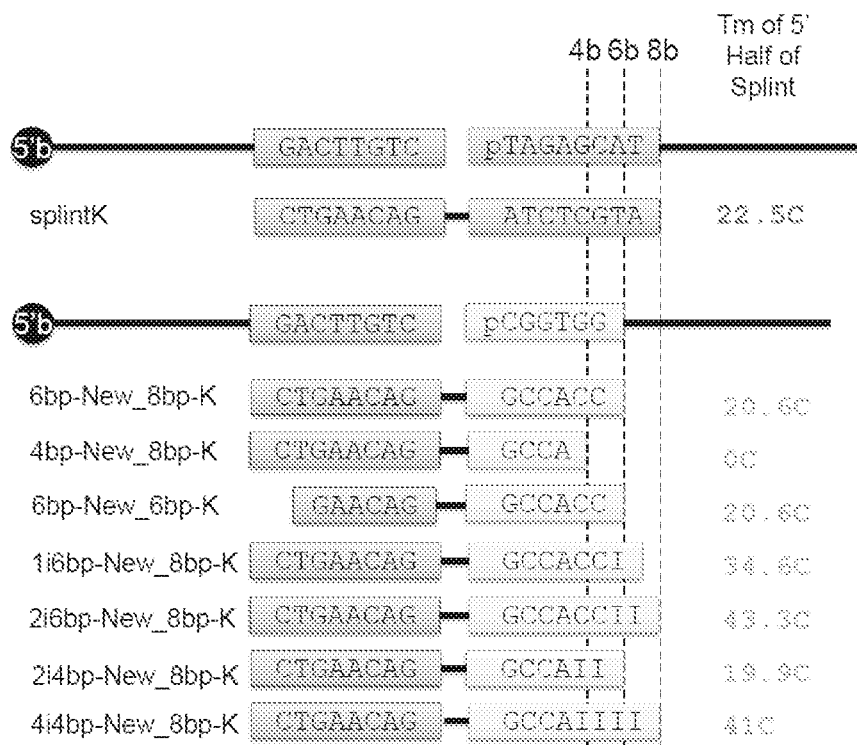 Tm of 5'
Half of
Splint
4b 6b 8b
5'b GACTTGTC pTAGAGCAT
splintK CTGAACAG ATCTCGTA 22.5C
5'b GACTTGTC pCGGTGG
6bp-New_8bp-K CTGAACAG GCCACC 20.6C
4bp-New_8bp-K CTGAACAG GCCA 0C
6bp-New_6bp-K GAACAG GCCACC 20.6C
1i6bp-New_8bp-K CTGAACAG GCCACCI 34.6C
2i6bp-New_8bp-K CTGAACAG GCCACCII 43.3C
2i4bp-New_8bp-K CTGAACAG GCCAII 19.9C
4i4bp-New_8bp-K CTGAACAG GCCAIIII 41C